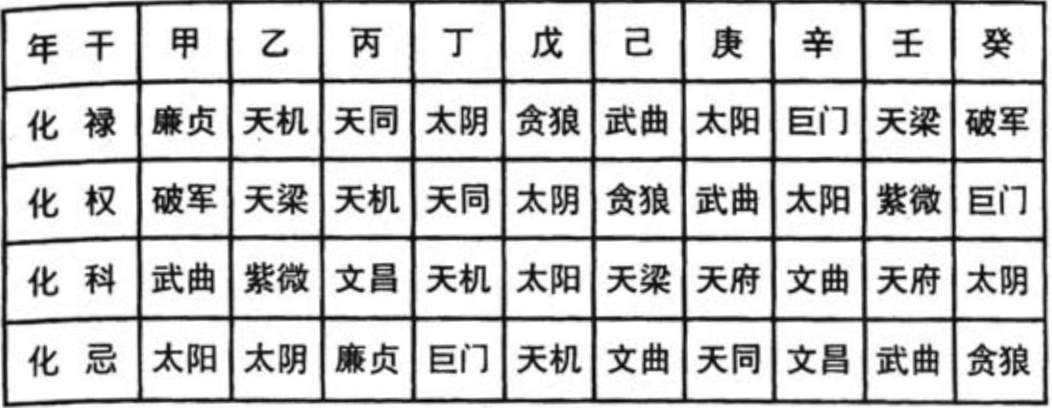 年干 甲 乙 丙 丁 戊 己 庚 辛 壬 癸
化禄 廉贞 天机 天同 太阴 贪狼 武曲 太阳 巨门 天梁 破军
化权 破军 天梁 天机 天同 太阴 贪狼 武曲 太阳 紫微 巨门
化科 武曲 紫微 文昌 天机 太阳 天梁 天府 文曲 天府 太阴
化忌 太阳 太阴 廉贞 巨门 天机 文曲 天同 文昌 武曲 贪狼